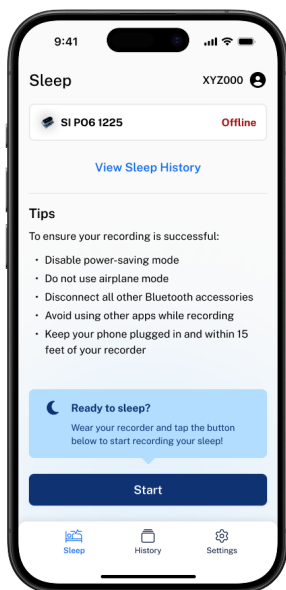 9:41
Sleep XYZ000
SI PO6 1225 Offline
View Sleep History
Tips
To ensure your recording is successful:
• Disable power-saving mode
• Do not use airplane mode
• Disconnect all other Bluetooth accessories
• Avoid using other apps while recording
• Keep your phone plugged in and within 15
feet of your recorder
Ready to sleep?
Wear your recorder and tap the button
below to start recording your sleep!
Start
Sleep History Settings